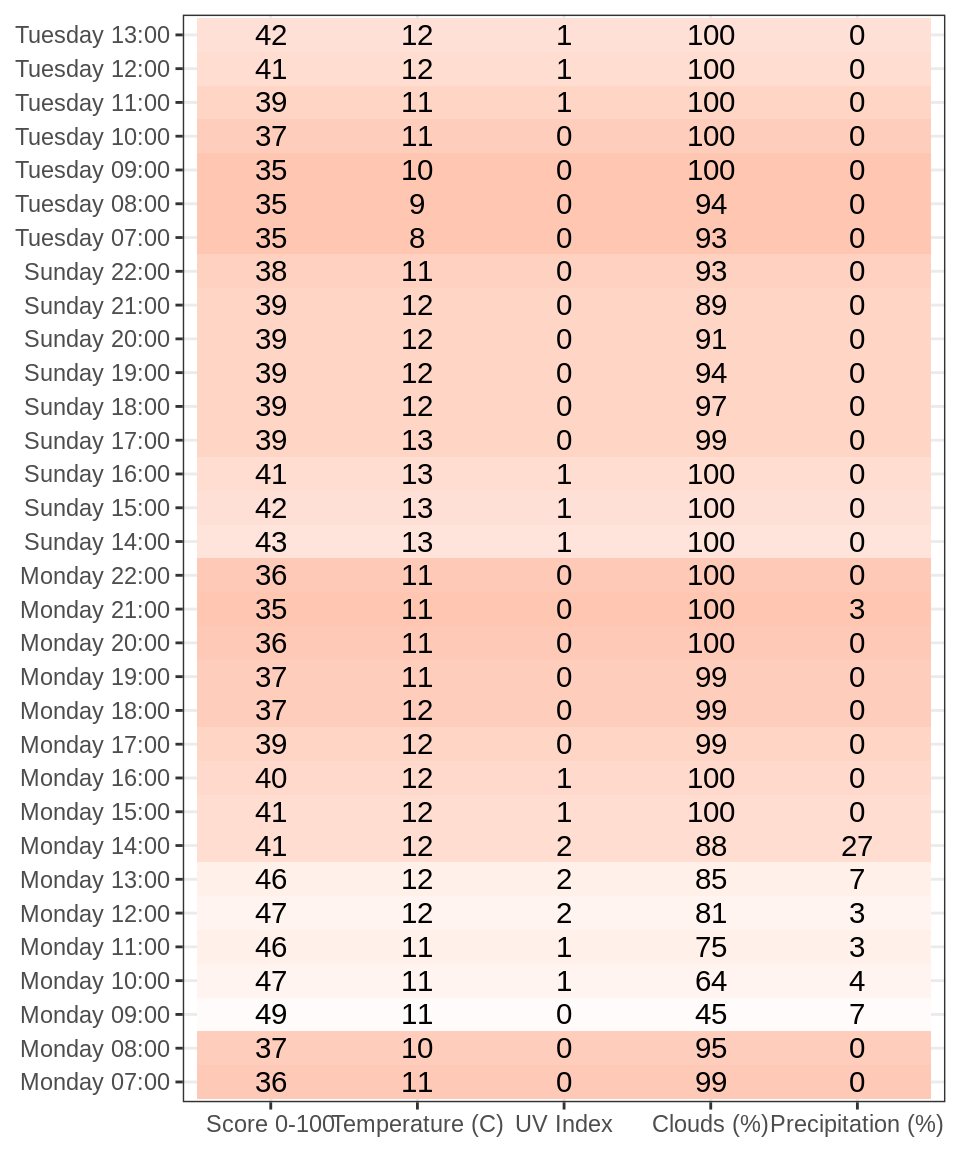 Tuesday 13:00 42 12 1 100 0
Tuesday 12:00 41 12 1 100 0
Tuesday 11:00 39 11 1 100 0
Tuesday 10:00 37 11 0 100 0
Tuesday 09:00 35 10 0 100 0
Tuesday 08:00 35 9 0 94 0
Tuesday 07:00 35 8 0 93 0
Sunday 22:00 38 11 0 93 0
Sunday 21:00 39 12 0 89 0
Sunday 20:00 39 12 0 91 0
Sunday 19:00 39 12 0 94 0
Sunday 18:00 39 12 0 97 0
Sunday 17:00 39 13 0 99 0
Sunday 16:00 41 13 1 100 0
Sunday 15:00 42 13 1 100 0
Sunday 14:00 43 13 1 100 0
Monday 22:00 36 11 0 100 0
Monday 21:00 35 11 0 100 3
Monday 20:00 36 11 0 100 0
Monday 19:00 37 11 0 99 0
Monday 18:00 37 12 0 99 0
Monday 17:00 39 12 0 99 0
Monday 16:00 40 12 1 100 0
Monday 15:00 41 12 1 100 0
Monday 14:00 41 12 2 88 27
Monday 13:00 46 12 2 85 7
Monday 12:00 47 12 2 81 3
Monday 11:00 46 11 1 75 3
Monday 10:00 47 11 1 64 4
Monday 09:00 49 11 0 45 7
Monday 08:00 37 10 0 95 0
Monday 07:00 36 11 0 99 0
Score 0-100 Temperature (C) UV Index Clouds (%) Precipitation (%)